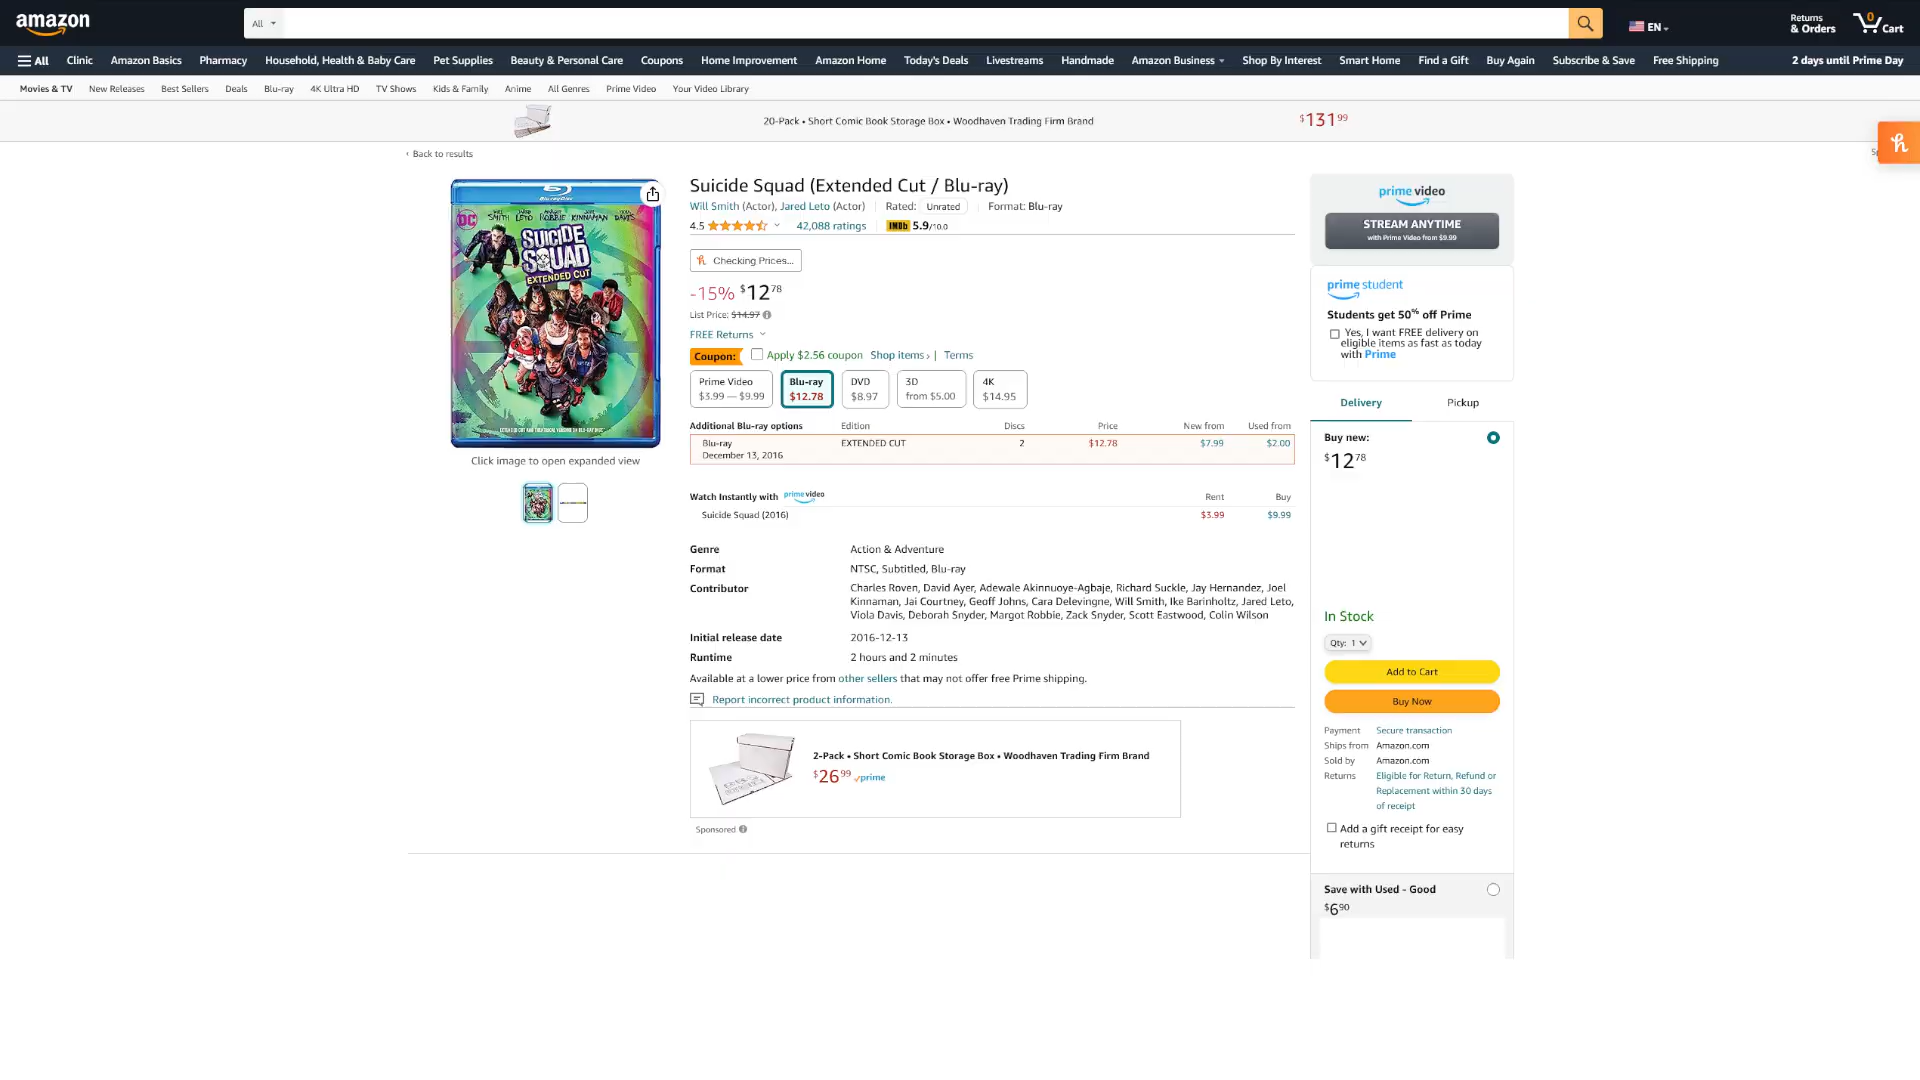 amazon
All
EN
Returns
& Orders
0
Cart
All
Clinic
Amazon Basics
Pharmacy
Household, Health & Baby Care
Pet Supplies
Beauty & Personal Care
Coupons
Home Improvement
Amazon Home
Today's Deals
Livestreams
Handmade
Amazon Business
Shop By Interest
Smart Home
Find a Gift
Buy Again
Subscribe & Save
Free Shipping
2 days until Prime Day
Movies & TV
New Releases
Best Sellers
Deals
Blu-ray
4K Ultra HD
TV Shows
Kids & Family
Anime
All Genres
Prime Video
Your Video Library
20-Pack • Short Comic Book Storage Box • Woodhaven Trading Firm Brand
$131 99
‹ Back to results
Blu-ray Disc
DC
SMITH LETO ROBBIE KINNAMAN DAVIS
SUICIDE
SQUAD
EXTENDED CUT
Click image to open expanded view
Suicide Squad (Extended Cut / Blu-ray)
Will Smith (Actor), Jared Leto (Actor)
Rated: Unrated
Format: Blu-ray
4.5
42,088 ratings
IMDb 5.9/10.0
Checking Prices...
-15% $12 78
List Price: $14.97
FREE Returns
Coupon: Apply $2.56 coupon Shop items › | Terms
Prime Video
$3.99 — $9.99
Blu-ray
$12.78
DVD
$8.97
3D
from $5.00
4K
$14.95
Additional Blu-ray options Edition Discs Price New from Used from
Blu-ray EXTENDED CUT 2 $12.78 $7.99 $2.00
December 13, 2016
Watch Instantly with prime video Rent Buy
Suicide Squad (2016) $3.99 $9.99
Genre Action & Adventure
Format NTSC, Subtitled, Blu-ray
Contributor Charles Roven, David Ayer, Adewale Akinnuoye-Agbaje, Richard Suckle, Jay Hernandez, Joel
Kinnaman, Jai Courtney, Geoff Johns, Cara Delevingne, Will Smith, Ike Barinholtz, Jared Leto,
Viola Davis, Deborah Snyder, Margot Robbie, Zack Snyder, Scott Eastwood, Colin Wilson
Initial release date 2016-12-13
Runtime 2 hours and 2 minutes
Available at a lower price from other sellers that may not offer free Prime shipping.
Report incorrect product information.
2-Pack • Short Comic Book Storage Box • Woodhaven Trading Firm Brand
$26 99 prime
Sponsored
prime video
STREAM ANYTIME
with Prime Video from $9.99
prime student
Students get 50% off Prime
Yes, I want FREE delivery on
eligible items as fast as today
with Prime
Delivery
Pickup
Buy new:
$12 78
In Stock
Qty: 1
Add to Cart
Buy Now
Payment Secure transaction
Ships from Amazon.com
Sold by Amazon.com
Returns Eligible for Return, Refund or
Replacement within 30 days
of receipt
Add a gift receipt for easy
returns
Save with Used - Good
$6 90